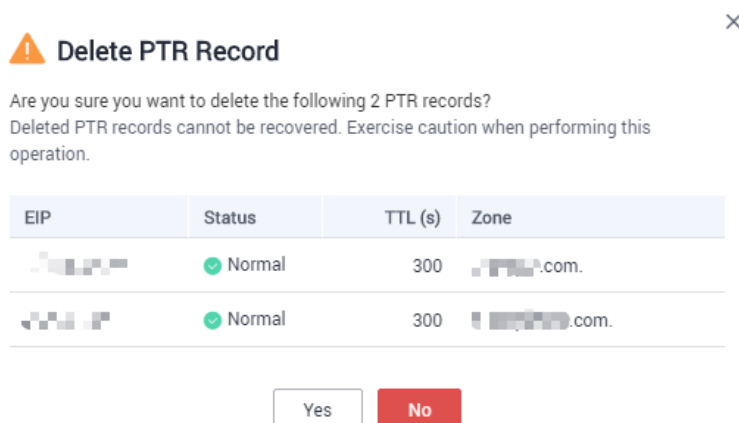 Delete PTR Record
Are you sure you want to delete the following 2 PTR records?
Deleted PTR records cannot be recovered. Exercise caution when performing this
operation.
EIP Status TTL (s) Zone
Normal 300 .com.
Normal 300 .com.
Yes No